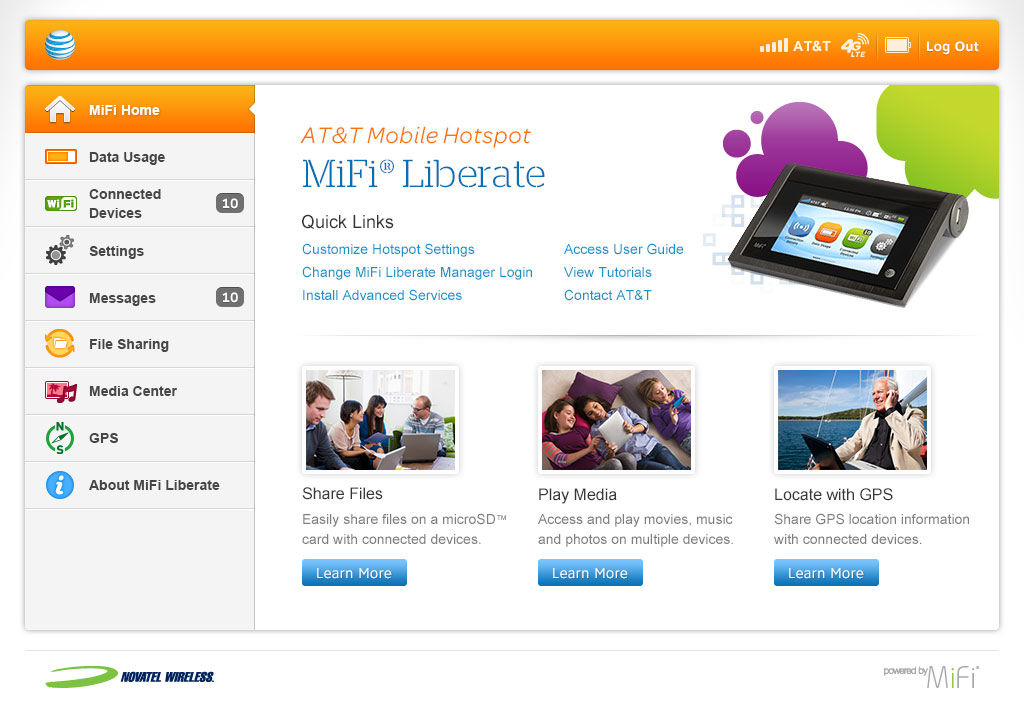 AT&T 4G LTE Log Out
MiFi Home
Data Usage
WiFi Connected
Devices
10
Settings
Messages 10
File Sharing
Media Center
N
S
GPS
i About MiFi Liberate
AT&T Mobile Hotspot
MiFi® Liberate
Quick Links
Customize Hotspot Settings
Change MiFi Liberate Manager Login
Install Advanced Services
Access User Guide
View Tutorials
Contact AT&T
MiFi
Share Files
Easily share files on a microSD™
card with connected devices.
Learn More
Play Media
Access and play movies, music
and photos on multiple devices.
Learn More
Locate with GPS
Share GPS location information
with connected devices.
Learn More
NOVATEL WIRELESS.
powered by MiFi